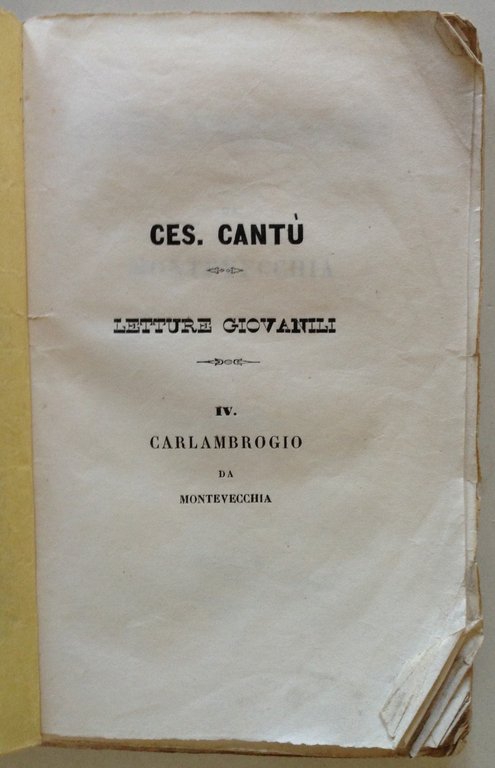 CES. CANTÙ
LETTURE GIOVANILI
IV.
CARLAMBROGIO
DA
MONTEVECCHIA